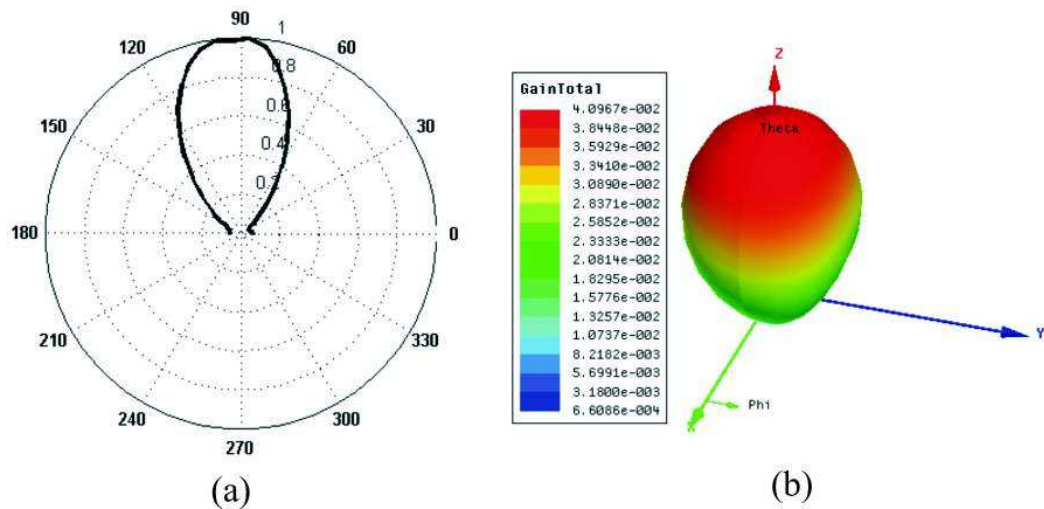 90
1
120
60
0.8
0.6
150
30
0.4
180
0
210
330
240
300
270
(a)
GainTotal
4.0967e-002
3.8448e-002
3.5929e-002
3.3410e-002
3.0890e-002
2.8371e-002
2.5852e-002
2.3333e-002
2.0814e-002
1.8295e-002
1.5776e-002
1.3257e-002
1.0737e-002
8.2182e-003
5.6991e-003
3.1800e-003
6.6086e-004
Z
Theta
Y
X
Phi
(b)